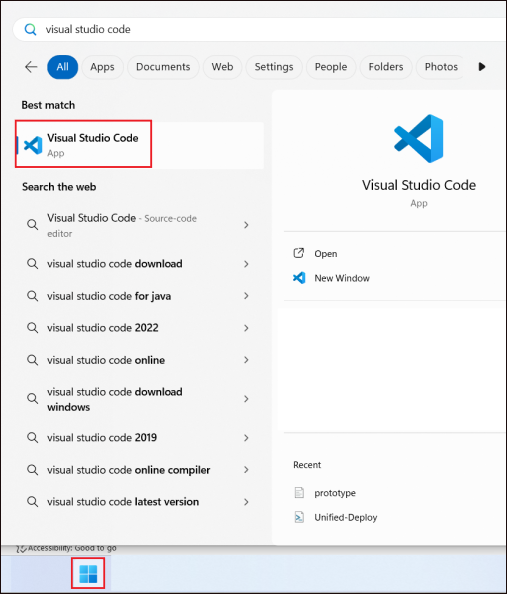 visual studio code
All Apps Documents Web Settings People Folders Photos
Best match
Visual Studio Code
App
Search the web
Visual Studio Code - Source-code
editor
visual studio code download
visual studio code for java
visual studio code 2022
visual studio code online
visual studio code download
windows
visual studio code 2019
visual studio code online compiler
visual studio code latest version
Visual Studio Code
App
Open
New Window
Recent
prototype
Unified-Deploy
Accessibility: Good to go